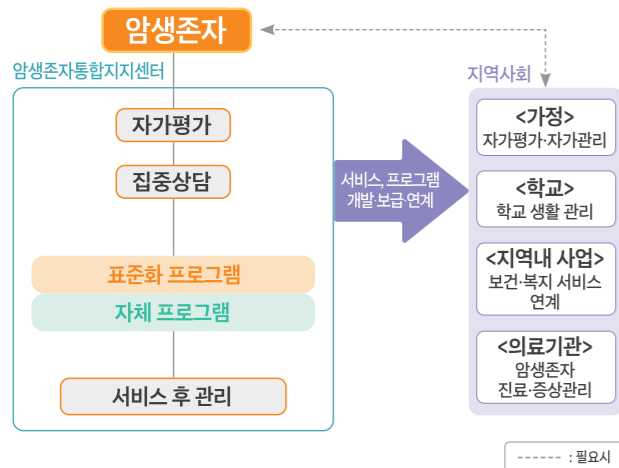 암생존자
암생존자통합지지센터
자가평가
집중상담
표준화 프로그램
자체 프로그램
서비스 후 관리
서비스, 프로그램
개발·보급·연계
지역사회
<가정>
자가평가·자가관리
<학교>
학교 생활 관리
<지역내 사업>
보건·복지 서비스
연계
<의료기관>
암생존자
진료·증상관리
------ : 필요시